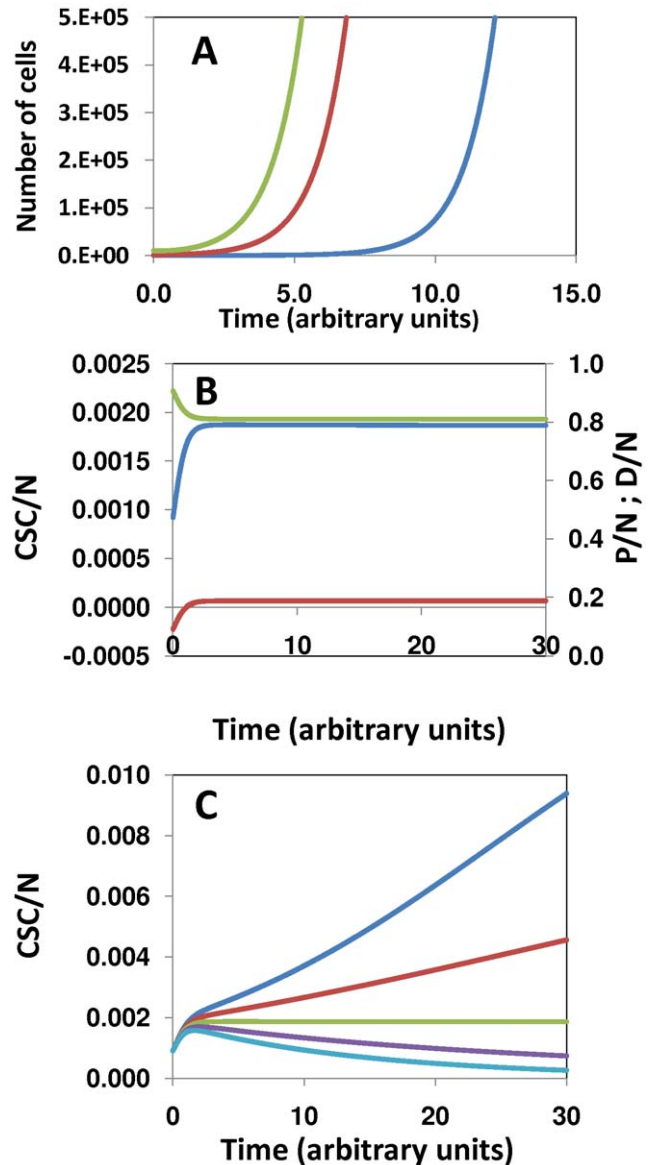 A
Number of cells
5.E+05
4.E+05
3.E+05
2.E+05
1.E+05
0.E+00
0.0 5.0 10.0 15.0
Time (arbitrary units)
B
CSC/N
0.0025
0.0020
0.0015
0.0010
0.0005
0.0000
-0.0005
1.0
0.8
0.6
0.4
0.2
0.0
P/N ; D/N
0 10 20 30
Time (arbitrary units)
C
CSC/N
0.010
0.008
0.006
0.004
0.002
0.000
0 10 20 30
Time (arbitrary units)